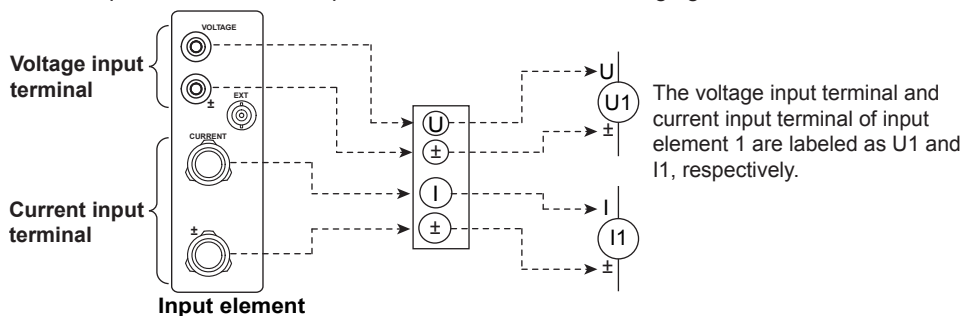 VOLTAGE
Voltage input
terminal
±
EXT
CURRENT
Current input
terminal
±
Input element
U
±
I
±
U
U1
±
I
I1
±
The voltage input terminal and
current input terminal of input
element 1 are labeled as U1 and
I1, respectively.